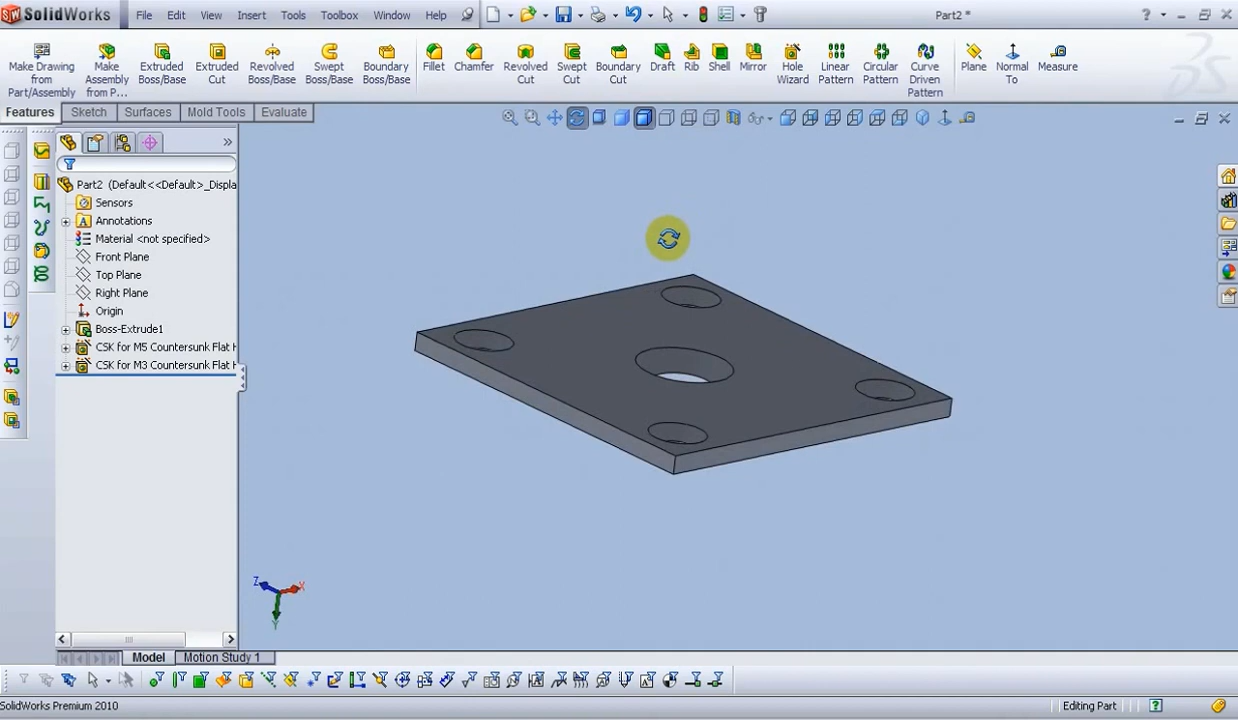 SW SolidWorks File Edit View Insert Tools Toolbox Window Help Part2 *
Make Drawing from Part/Assembly
Make Assembly from P...
Extruded Boss/Base
Extruded Cut
Revolved Boss/Base
Swept Boss/Base
Boundary Boss/Base
Fillet
Chamfer
Revolved Cut
Swept Cut
Boundary Cut
Draft
Rib
Shell
Mirror
Hole Wizard
Linear Pattern
Circular Pattern
Curve Driven Pattern
Plane
Normal To
Measure
Features Sketch Surfaces Mold Tools Evaluate
Part2 (Default<<Default>_Displa
Sensors
Annotations
Material <not specified>
Front Plane
Top Plane
Right Plane
Origin
Boss-Extrude1
CSK for M5 Countersunk Flat H
CSK for M3 Countersunk Flat H
Z X
Y
Model Motion Study 1
SolidWorks Premium 2010 Editing Part